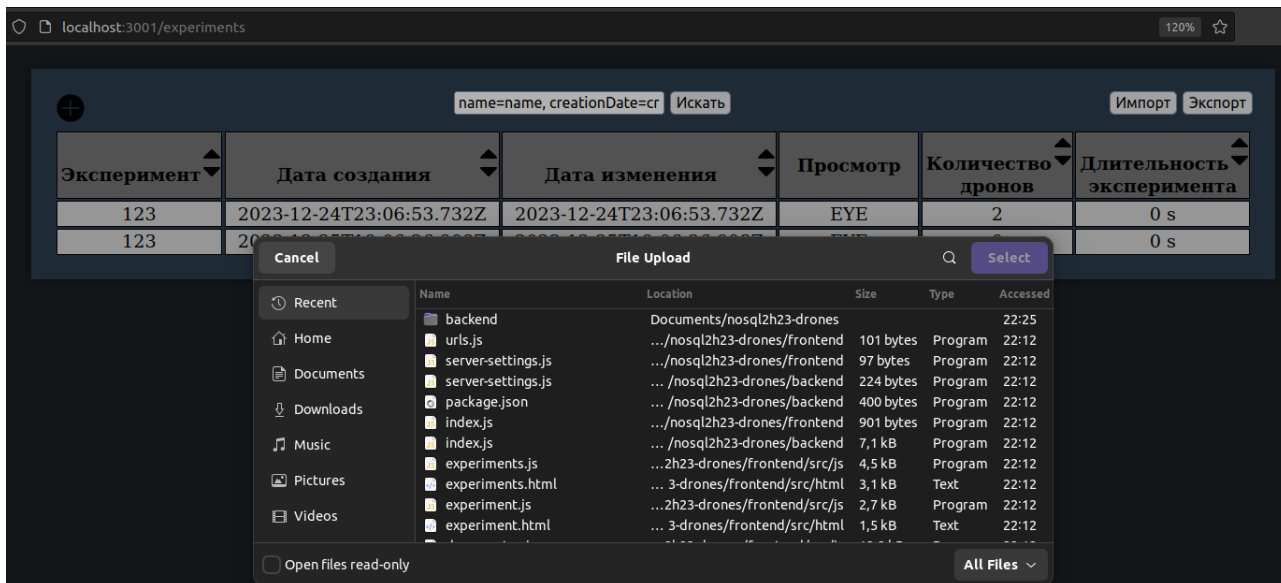 localhost:3001/experiments 120%
name=name, creationDate=cr Искать Импорт Экспорт
Эксперимент Дата создания Дата изменения Просмотр Количество дронов Длительность эксперимента
123 2023-12-24T23:06:53.732Z 2023-12-24T23:06:53.732Z EYE 2 0 s
123 0 s
Cancel File Upload Select
Recent
Home
Documents
Downloads
Music
Pictures
Videos
Name Location Size Type Accessed
backend Documents/nosql2h23-drones 22:25
urls.js …/nosql2h23-drones/frontend 101 bytes Program 22:12
server-settings.js …/nosql2h23-drones/frontend 97 bytes Program 22:12
server-settings.js … /nosql2h23-drones/backend 224 bytes Program 22:12
package.json … /nosql2h23-drones/backend 400 bytes Program 22:12
index.js …/nosql2h23-drones/frontend 901 bytes Program 22:12
index.js … /nosql2h23-drones/backend 7,1 kB Program 22:12
experiments.js …2h23-drones/frontend/src/js 4,5 kB Program 22:12
experiments.html … 3-drones/frontend/src/html 3,1 kB Text 22:12
experiment.js …2h23-drones/frontend/src/js 2,7 kB Program 22:12
experiment.html … 3-drones/frontend/src/html 1,5 kB Text 22:12
Open files read-only All Files